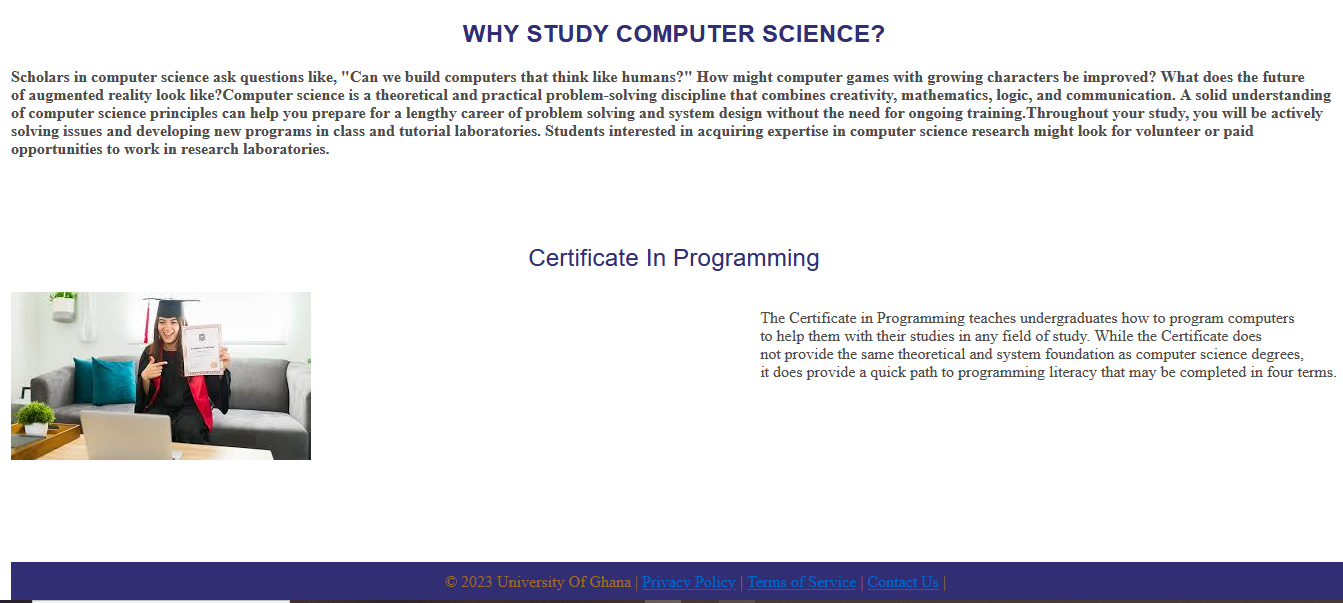 WHY STUDY COMPUTER SCIENCE?
Scholars in computer science ask questions like, "Can we build computers that think like humans?" How might computer games with growing characters be improved? What does the future
of augmented reality look like?Computer science is a theoretical and practical problem-solving discipline that combines creativity, mathematics, logic, and communication. A solid understanding
of computer science principles can help you prepare for a lengthy career of problem solving and system design without the need for ongoing training.Throughout your study, you will be actively
solving issues and developing new programs in class and tutorial laboratories. Students interested in acquiring expertise in computer science research might look for volunteer or paid
opportunities to work in research laboratories.
Certificate In Programming
The Certificate in Programming teaches undergraduates how to program computers
to help them with their studies in any field of study. While the Certificate does
not provide the same theoretical and system foundation as computer science degrees,
it does provide a quick path to programming literacy that may be completed in four terms.
© 2023 University Of Ghana | Privacy Policy | Terms of Service | Contact Us |